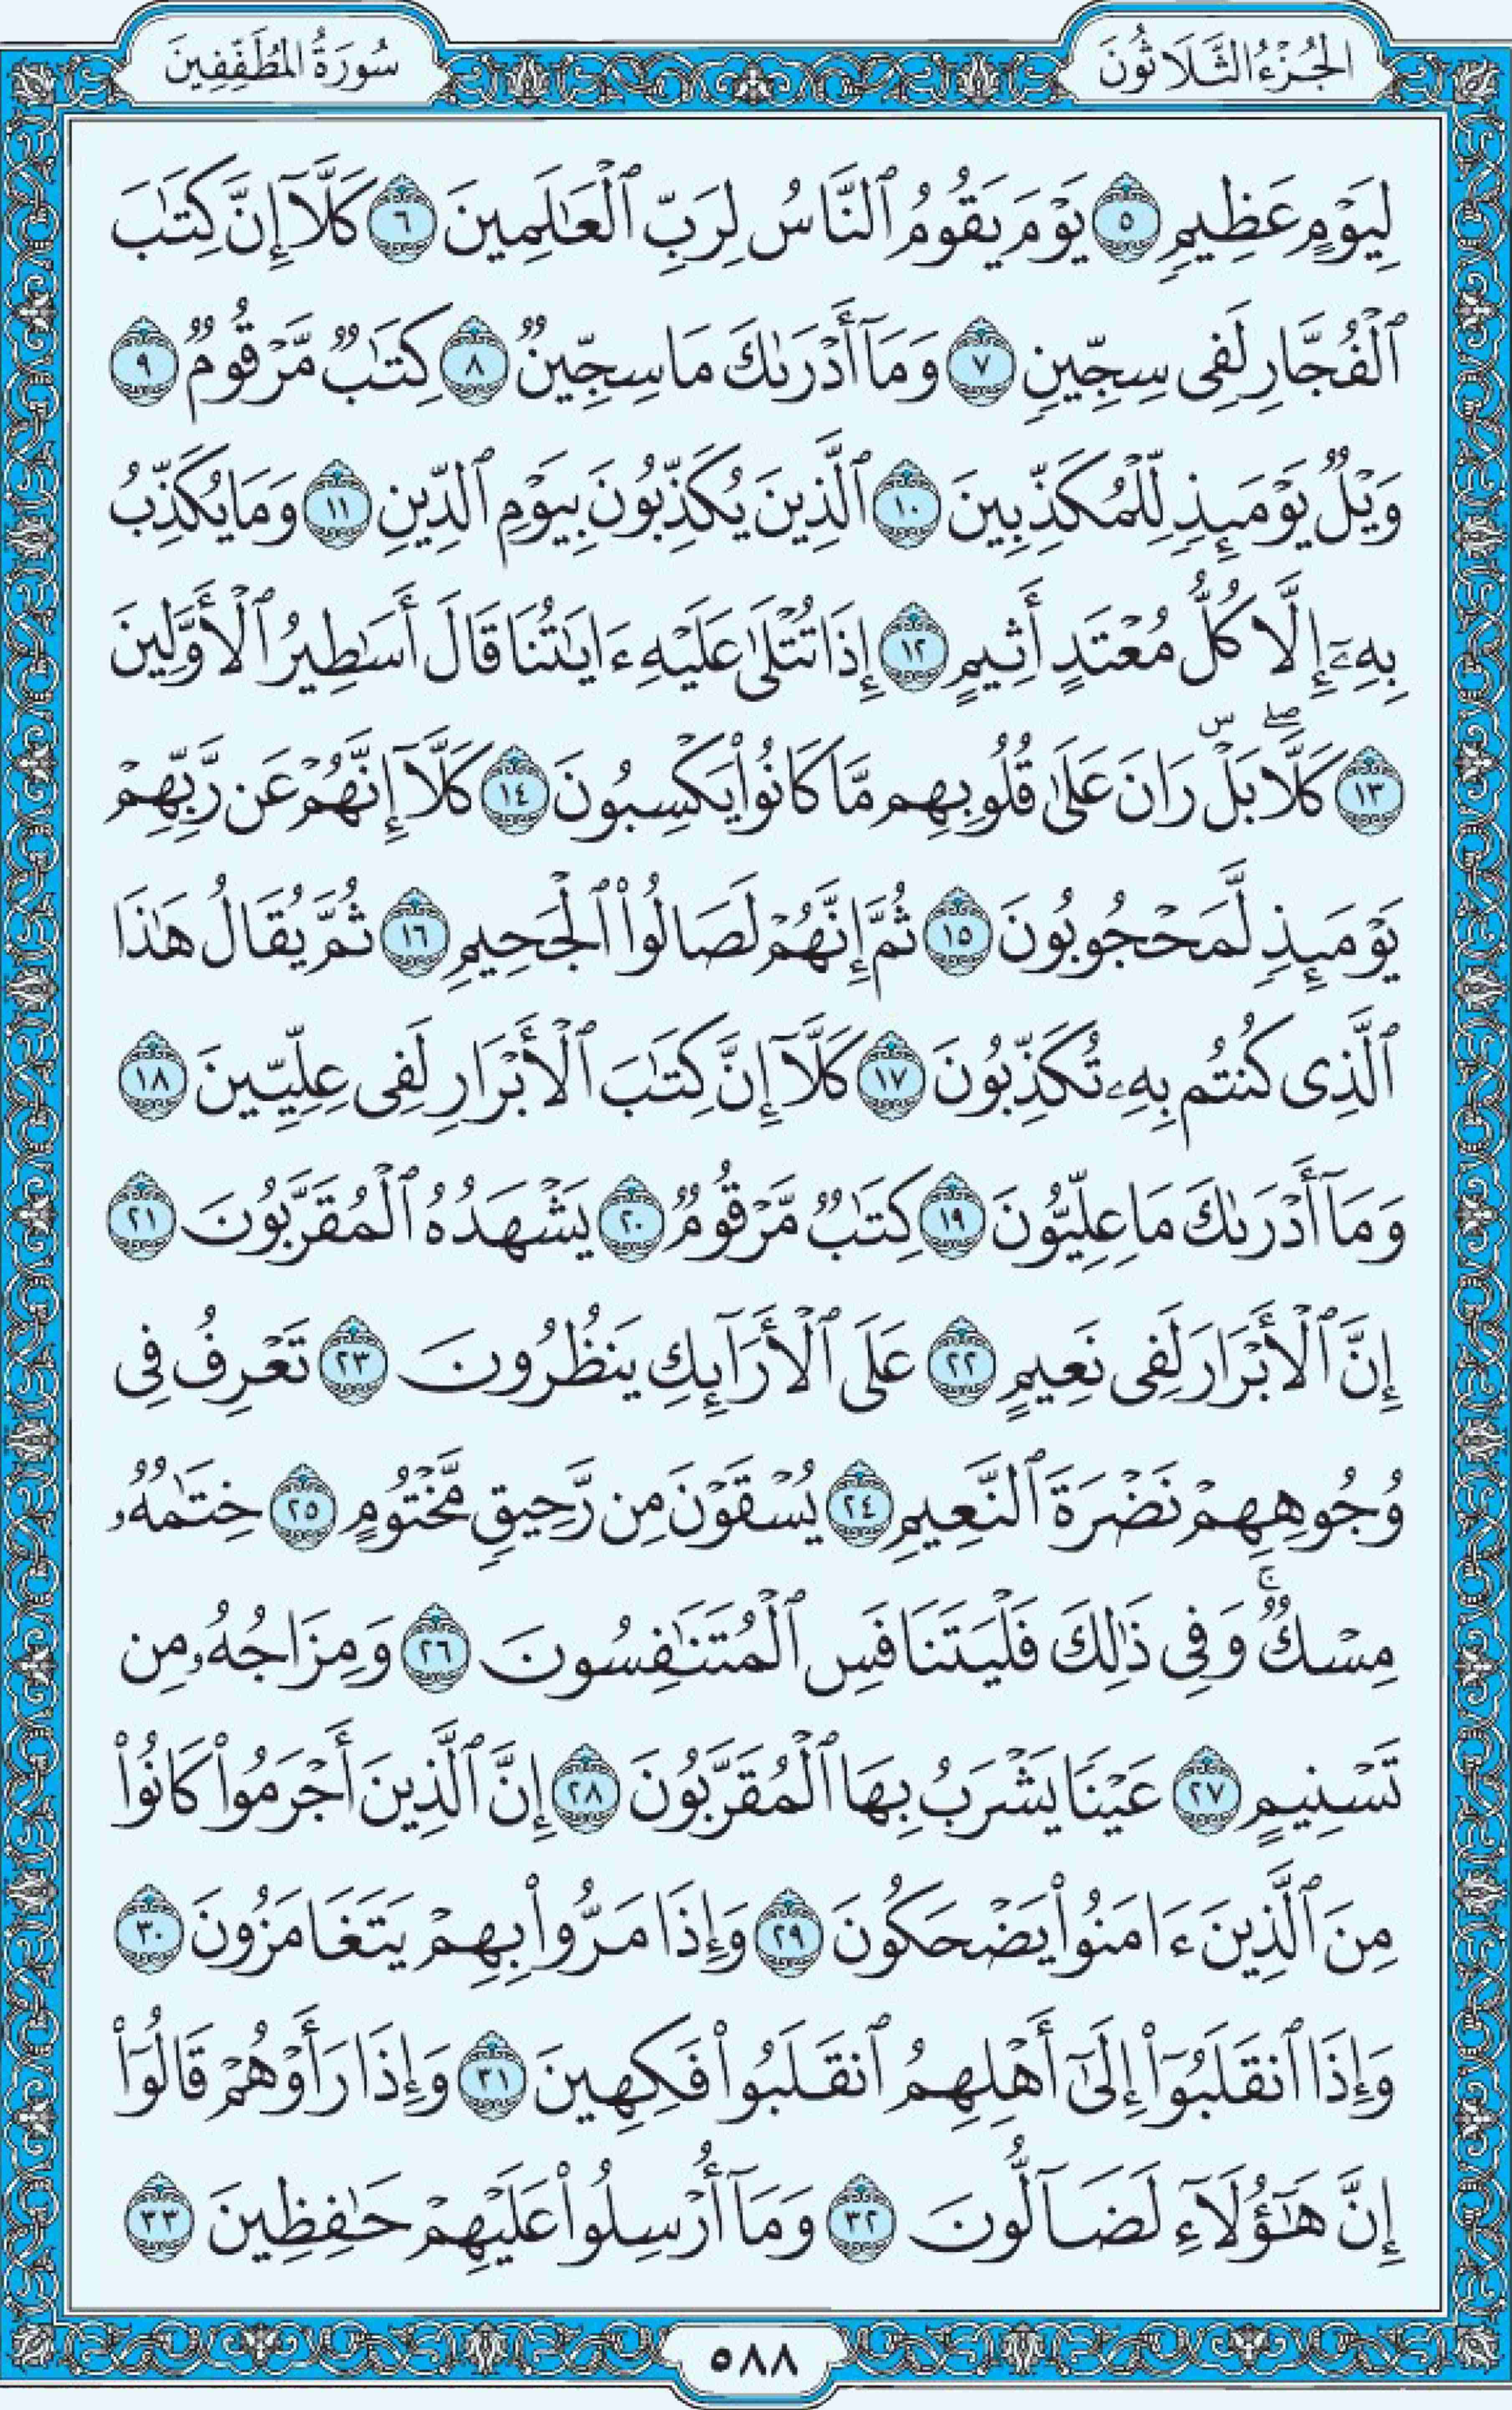 الجُزْءُ الثَّلَاثُونَ
سُورَةُ المُطَفِّفِينَ
لِيَوْمٍ عَظِيمٖ ٥ يَوْمَ يَقُومُ ٱلنَّاسُ لِرَبِّ ٱلْعَٰلَمِينَ ٦ كَلَّآ إِنَّ كِتَٰبَ
ٱلْفُجَّارِ لَفِى سِجِّينٖ ٧ وَمَآ أَدْرَىٰكَ مَا سِجِّينٞ ٨ كِتَٰبٞ مَّرْقُومٞ ٩
وَيْلٞ يَوْمَئِذٖ لِّلْمُكَذِّبِينَ ١٠ ٱلَّذِينَ يُكَذِّبُونَ بِيَوْمِ ٱلدِّينِ ١١ وَمَا يُكَذِّبُ
بِهِۦٓ إِلَّا كُلُّ مُعْتَدٍ أَثِيمٍ ١٢ إِذَا تُتْلَىٰ عَلَيْهِ ءَايَٰتُنَا قَالَ أَسَٰطِيرُ ٱلْأَوَّلِينَ
١٣ كَلَّاۖ بَلْۜ رَانَ عَلَىٰ قُلُوبِهِم مَّا كَانُوا۟ يَكْسِبُونَ ١٤ كَلَّآ إِنَّهُمْ عَن رَّبِّهِمْ
يَوْمَئِذٖ لَّمَحْجُوبُونَ ١٥ ثُمَّ إِنَّهُمْ لَصَالُوا۟ ٱلْجَحِيمِ ١٦ ثُمَّ يُقَالُ هَٰذَا
ٱلَّذِى كُنتُم بِهِۦ تُكَذِّبُونَ ١٧ كَلَّآ إِنَّ كِتَٰبَ ٱلْأَبْرَارِ لَفِى عِلِّيِّينَ ١٨
وَمَآ أَدْرَىٰكَ مَا عِلِّيُّونَ ١٩ كِتَٰبٞ مَّرْقُومٞ ٢٠ يَشْهَدُهُ ٱلْمُقَرَّبُونَ ٢١
إِنَّ ٱلْأَبْرَارَ لَفِى نَعِيمٍ ٢٢ عَلَى ٱلْأَرَآئِكِ يَنظُرُونَ ٢٣ تَعْرِفُ فِى
وُجُوهِهِمْ نَضْرَةَ ٱلنَّعِيمِ ٢٤ يُسْقَوْنَ مِن رَّحِيقٖ مَّخْتُومٍ ٢٥ خِتَٰمُهُۥ
مِسْكٞۚ وَفِى ذَٰلِكَ فَلْيَتَنَافَسِ ٱلْمُتَنَٰفِسُونَ ٢٦ وَمِزَاجُهُۥ مِن
تَسْنِيمٍ ٢٧ عَيْنٗا يَشْرَبُ بِهَا ٱلْمُقَرَّبُونَ ٢٨ إِنَّ ٱلَّذِينَ أَجْرَمُوا۟ كَانُوا۟
مِنَ ٱلَّذِينَ ءَامَنُوا۟ يَضْحَكُونَ ٢٩ وَإِذَا مَرُّوا۟ بِهِمْ يَتَغَامَزُونَ ٣٠
وَإِذَا ٱنقَلَبُوٓا۟ إِلَىٰٓ أَهْلِهِمُ ٱنقَلَبُوا۟ فَكِهِينَ ٣١ وَإِذَا رَأَوْهُمْ قَالُوٓا۟
إِنَّ هَٰٓؤُلَآءِ لَضَآلُّونَ ٣٢ وَمَآ أُرْسِلُوا۟ عَلَيْهِمْ حَٰفِظِينَ ٣٣
٥٨٨